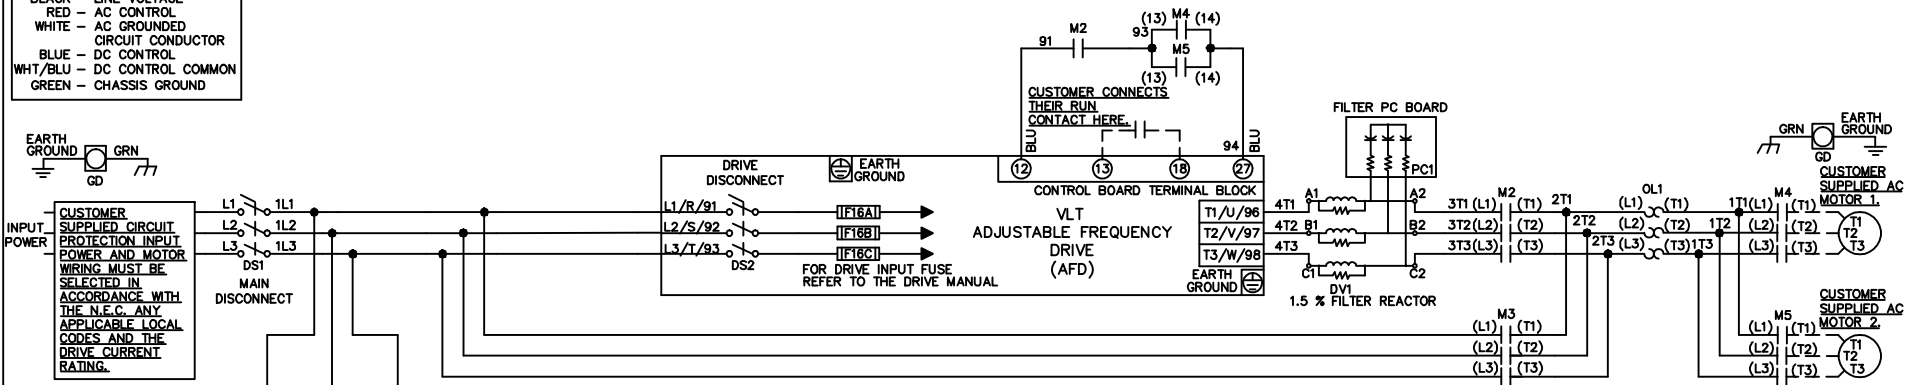 BLACK - LINE VOLTAGE
RED - AC CONTROL
WHITE - AC GROUNDED
CIRCUIT CONDUCTOR
BLUE - DC CONTROL
WHT/BLU - DC CONTROL COMMON
GREEN - CHASSIS GROUND
EARTH
GROUND
GRN
GD
INPUT
POWER
CUSTOMER
SUPPLIED CIRCUIT
PROTECTION INPUT
POWER AND MOTOR
WIRING MUST BE
SELECTED IN
ACCORDANCE WITH
THE N.E.C. ANY
APPLICABLE LOCAL
CODES AND THE
DRIVE CURRENT
RATING.
L1 1L1
L2 1L2
L3 1L3
DS1
MAIN
DISCONNECT
L1/R/91
L2/S/92
L3/T/93
DRIVE
DISCONNECT
DS2
EARTH
GROUND
F16A
F16B
F16C
FOR DRIVE INPUT FUSE
REFER TO THE DRIVE MANUAL
91
M2
93
(13) M4 (14)
M5
(13) (14)
CUSTOMER CONNECTS
THEIR RUN
CONTACT HERE.
BLU
94
BLU
12
13
18
27
CONTROL BOARD TERMINAL BLOCK
VLT
ADJUSTABLE FREQUENCY
DRIVE
(AFD)
T1/U/96
T2/V/97
T3/W/98
EARTH
GROUND
4T1
4T2
4T3
A1 A2
B1 B2
C1 C2
DV1
1.5 % FILTER REACTOR
FILTER PC BOARD
PC1
M2
3T1 (L1) (T1) 2T1
3T2 (L2) (T2) 2T2
3T3 (L3) (T3) 2T3
OL1
(L1) (T1) 1T1
(L2) (T2) 1T2
(L3) (T3) 1T3
M4
(L1) (T1)
(L2) (T2)
(L3) (T3)
T1
T2
T3
GRN
GD
EARTH
GROUND
CUSTOMER
SUPPLIED AC
MOTOR 1.
M3
(L1) (T1)
(L2) (T2)
(L3) (T3)
M5
(L1) (T1)
(L2) (T2)
(L3) (T3)
T1
T2
T3
CUSTOMER
SUPPLIED AC
MOTOR 2.